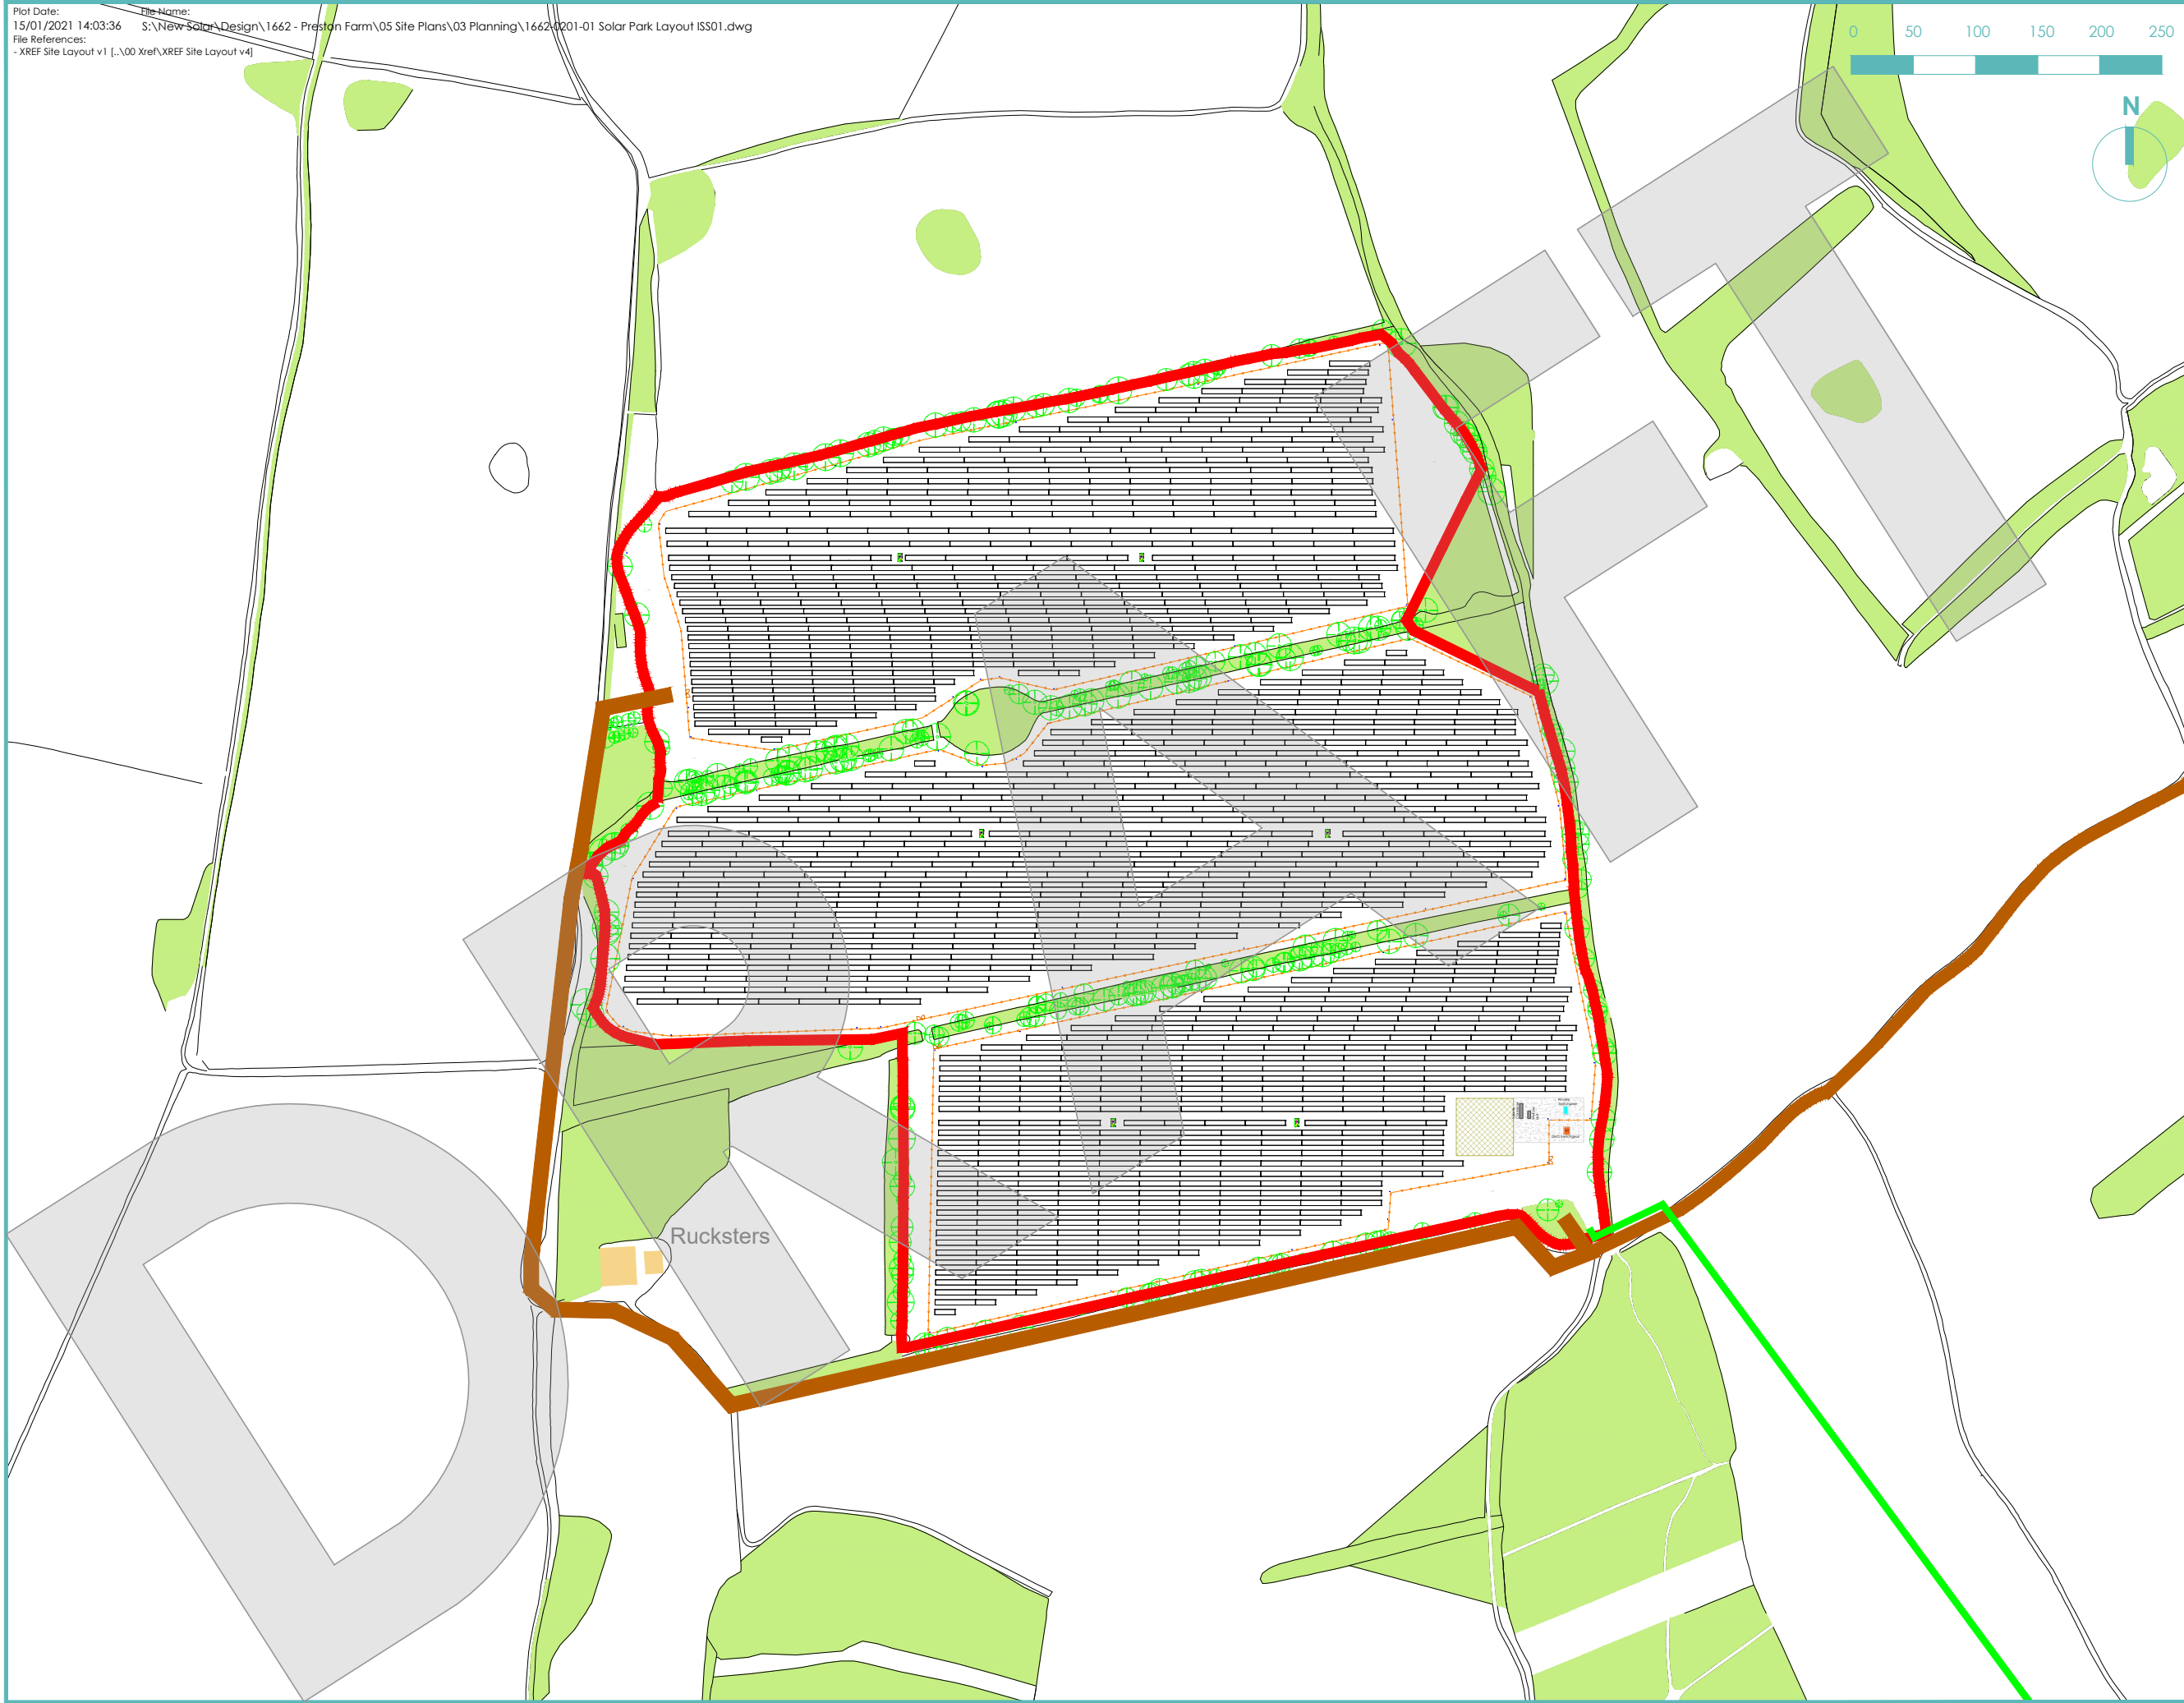 Plot Date:
File Name:
15/01/2021 14:03:36
S:\New Solar\Design\1662 - Preston Farm\05 Site Plans\03 Planning\1662-0201-01 Solar Park Layout ISS01.dwg
File References:
- XREF Site Layout v1 [..\00 Xref\XREF Site Layout v4]
0 50 100 150 200 250
N
DRAFT
Rucksters